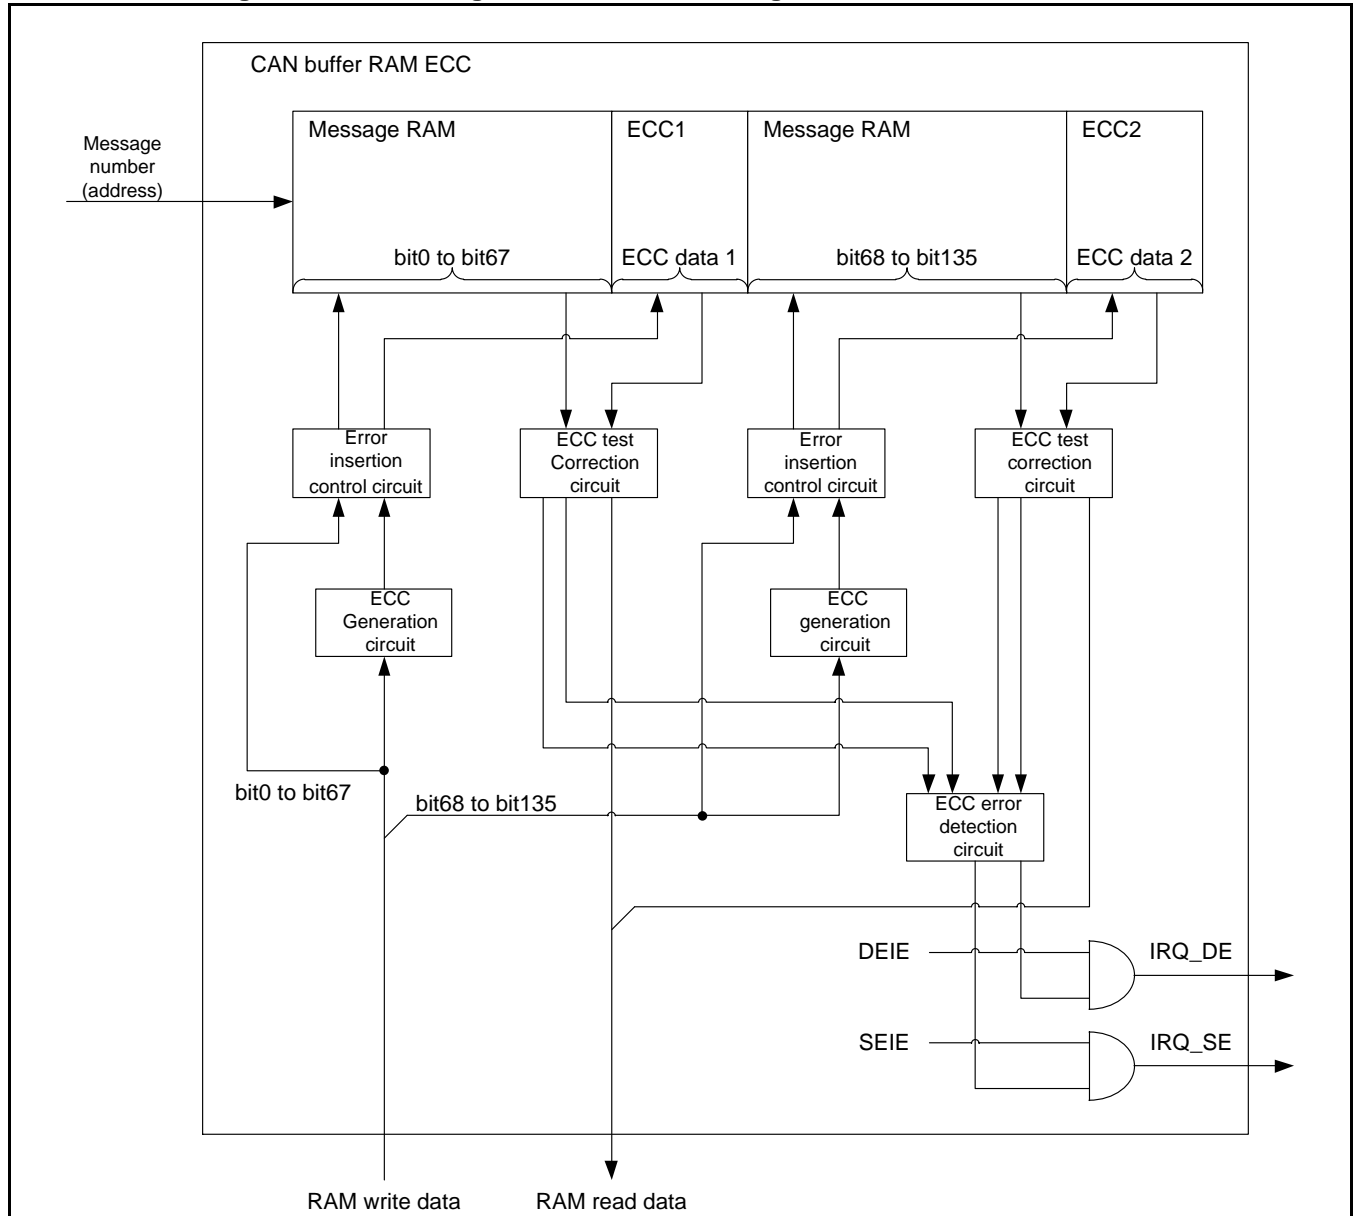 CAN buffer RAM ECC
Message RAM
ECC1
Message RAM
ECC2
Message
number
(address)
bit0 to bit67
ECC data 1
bit68 to bit135
ECC data 2
Error
insertion
control circuit
ECC test
Correction
circuit
Error
insertion
control circuit
ECC test
correction
circuit
ECC
Generation
circuit
ECC
generation
circuit
bit0 to bit67
bit68 to bit135
ECC error
detection
circuit
DEIE
IRQ_DE
SEIE
IRQ_SE
RAM write data
RAM read data